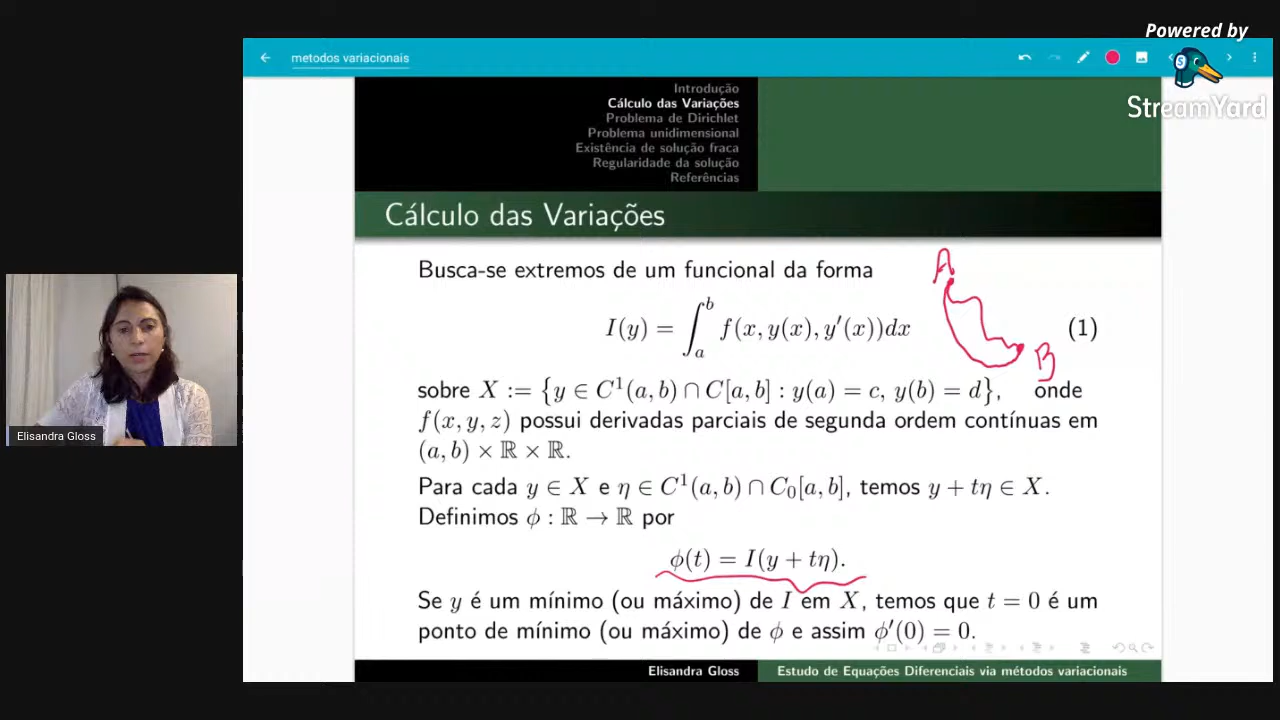 Powered by
StreamYard
metodos variacionais
Introdução
Cálculo das Variações
Problema de Dirichlet
Problema unidimensional
Existência de solução fraca
Regularidade da solução
Referências
Cálculo das Variações
Busca-se extremos de um funcional da forma
I(y) = ∫_a^b f(x, y(x), y′(x))dx (1)
A
B
sobre X := {y ∈ C¹(a, b) ∩ C[a, b] : y(a) = c, y(b) = d}, onde
f(x, y, z) possui derivadas parciais de segunda ordem contínuas em
(a, b) × ℝ × ℝ.
Para cada y ∈ X e η ∈ C¹(a, b) ∩ C₀[a, b], temos y + tη ∈ X.
Definimos ϕ : ℝ → ℝ por
ϕ(t) = I(y + tη).
Se y é um mínimo (ou máximo) de I em X, temos que t = 0 é um
ponto de mínimo (ou máximo) de ϕ e assim ϕ′(0) = 0.
Elisandra Gloss Estudo de Equações Diferenciais via métodos variacionais
Elisandra Gloss